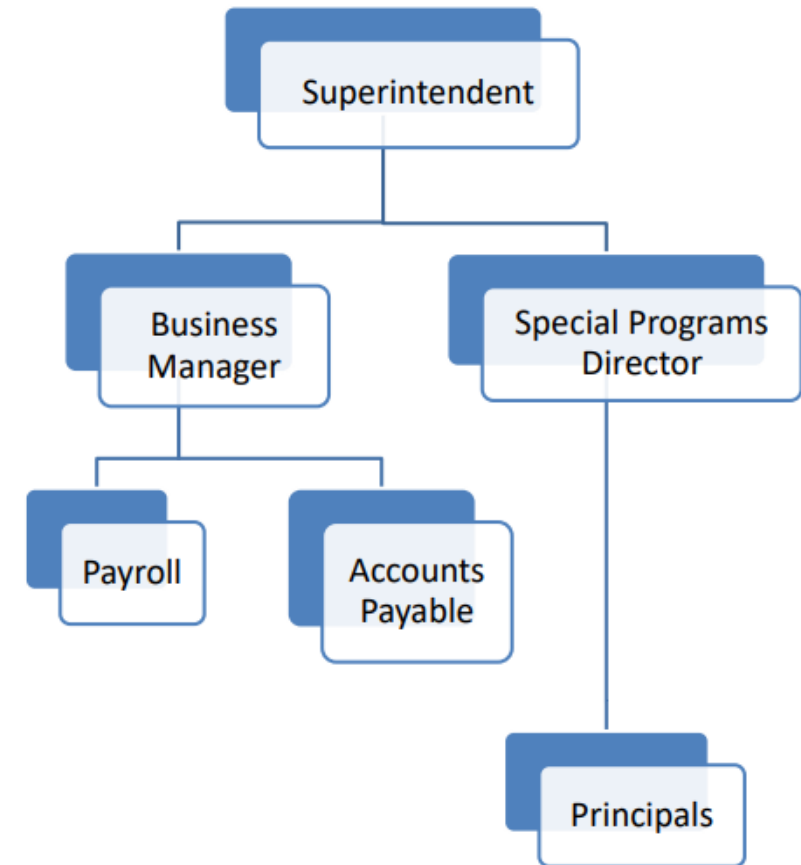 Superintendent
Business
Manager
Special Programs
Director
Payroll
Accounts
Payable
Principals